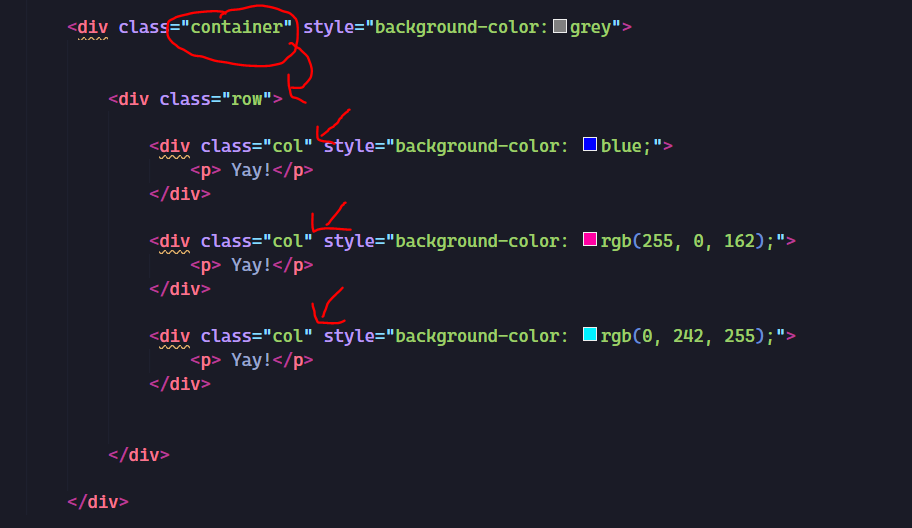 <div class="container" style="background-color:grey">
<div class="row">
<div class="col" style="background-color: blue;">
<p> Yay!</p>
</div>
<div class="col" style="background-color: rgb(255, 0, 162);">
<p> Yay!</p>
</div>
<div class="col" style="background-color: rgb(0, 242, 255);">
<p> Yay!</p>
</div>
</div>
</div>